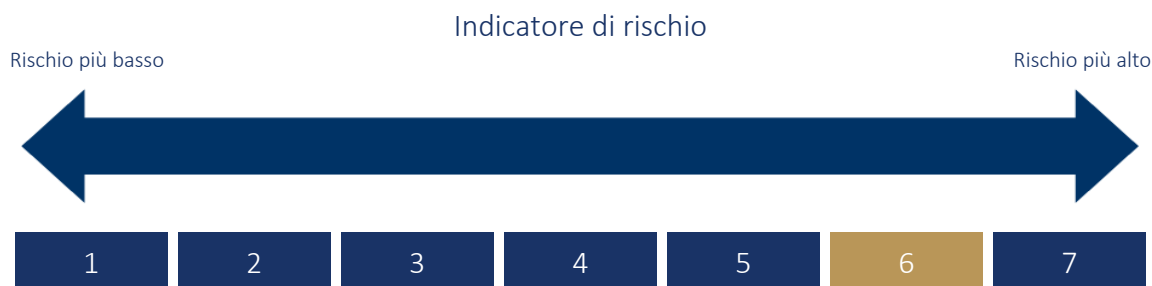 Indicatore di rischio
Rischio più basso Rischio più alto
1 2 3 4 5 6 7